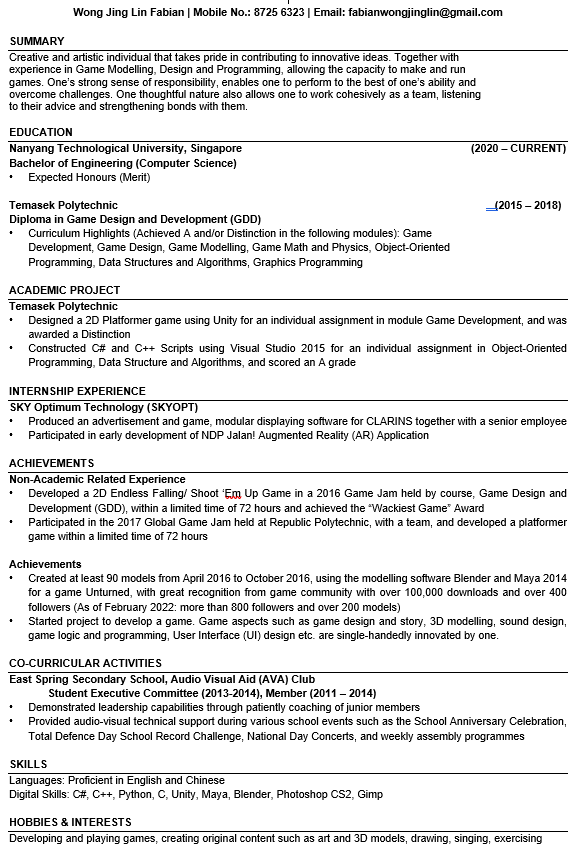 Wong Jing Lin Fabian | Mobile No.: 8725 6323 | Email: fabianwongjinglin@gmail.com
SUMMARY
Creative and artistic individual that takes pride in contributing to innovative ideas. Together with
experience in Game Modelling, Design and Programming, allowing the capacity to make and run
games. One's strong sense of responsibility, enables one to perform to the best of one's ability and
overcome challenges. One thoughtful nature also allows one to work cohesively as a team, listening
to their advice and strengthening bonds with them.
EDUCATION
Nanyang Technological University, Singapore (2020 – CURRENT)
Bachelor of Engineering (Computer Science)
• Expected Honours (Merit)
Temasek Polytechnic (2015 – 2018)
Diploma in Game Design and Development (GDD)
• Curriculum Highlights (Achieved A and/or Distinction in the following modules): Game
Development, Game Design, Game Modelling, Game Math and Physics, Object-Oriented
Programming, Data Structures and Algorithms, Graphics Programming
ACADEMIC PROJECT
Temasek Polytechnic
• Designed a 2D Platformer game using Unity for an individual assignment in module Game Development, and was
awarded a Distinction
• Constructed C# and C++ Scripts using Visual Studio 2015 for an individual assignment in Object-Oriented
Programming, Data Structure and Algorithms, and scored an A grade
INTERNSHIP EXPERIENCE
SKY Optimum Technology (SKYOPT)
• Produced an advertisement and game, modular displaying software for CLARINS together with a senior employee
• Participated in early development of NDP Jalan! Augmented Reality (AR) Application
ACHIEVEMENTS
Non-Academic Related Experience
• Developed a 2D Endless Falling/ Shoot 'Em Up Game in a 2016 Game Jam held by course, Game Design and
Development (GDD), within a limited time of 72 hours and achieved the "Wackiest Game" Award
• Participated in the 2017 Global Game Jam held at Republic Polytechnic, with a team, and developed a platformer
game within a limited time of 72 hours
Achievements
• Created at least 90 models from April 2016 to October 2016, using the modelling software Blender and Maya 2014
for a game Unturned, with great recognition from game community with over 100,000 downloads and over 400
followers (As of February 2022: more than 800 followers and over 200 models)
• Started project to develop a game. Game aspects such as game design and story, 3D modelling, sound design,
game logic and programming, User Interface (UI) design etc. are single-handedly innovated by one.
CO-CURRICULAR ACTIVITIES
East Spring Secondary School, Audio Visual Aid (AVA) Club
Student Executive Committee (2013-2014), Member (2011 – 2014)
• Demonstrated leadership capabilities through patiently coaching of junior members
• Provided audio-visual technical support during various school events such as the School Anniversary Celebration,
Total Defence Day School Record Challenge, National Day Concerts, and weekly assembly programmes
SKILLS
Languages: Proficient in English and Chinese
Digital Skills: C#, C++, Python, C, Unity, Maya, Blender, Photoshop CS2, Gimp
HOBBIES & INTERESTS
Developing and playing games, creating original content such as art and 3D models, drawing, singing, exercising